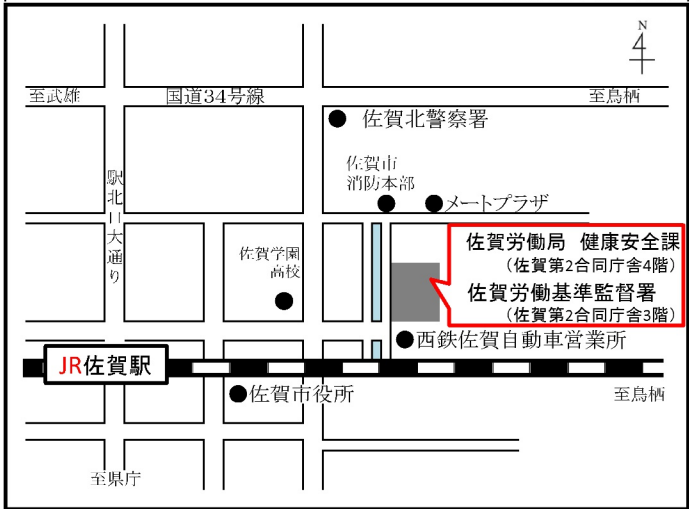 N
至武雄
国道34号線
至鳥栖
佐賀北警察署
佐賀市
消防本部
メートプラザ
駅北大通り
佐賀労働局 健康安全課
(佐賀第2合同庁舎4階)
佐賀労働基準監督署
(佐賀第2合同庁舎3階)
佐賀学園
高校
西鉄佐賀自動車営業所
JR佐賀駅
佐賀市役所
至鳥栖
至県庁